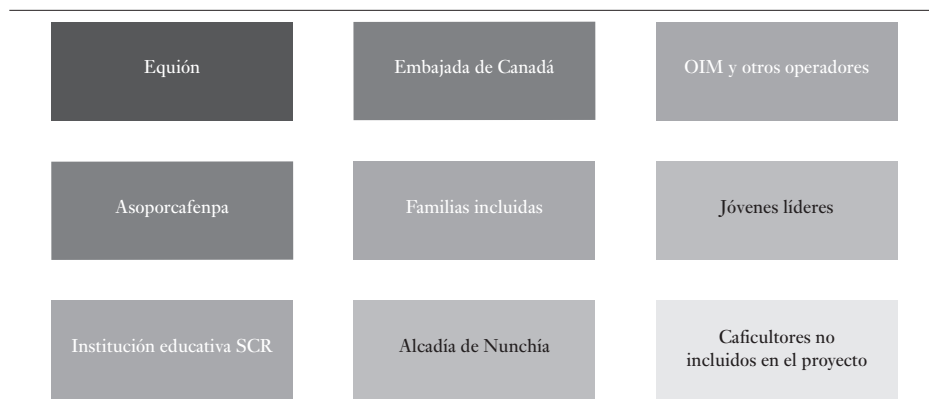 Equión
Embajada de Canadá
OIM y otros operadores
Asoporcafenpa
Familias incluidas
Jóvenes líderes
Institución educativa SCR
Alcadía de Nunchía
Caficultores no
incluidos en el proyecto